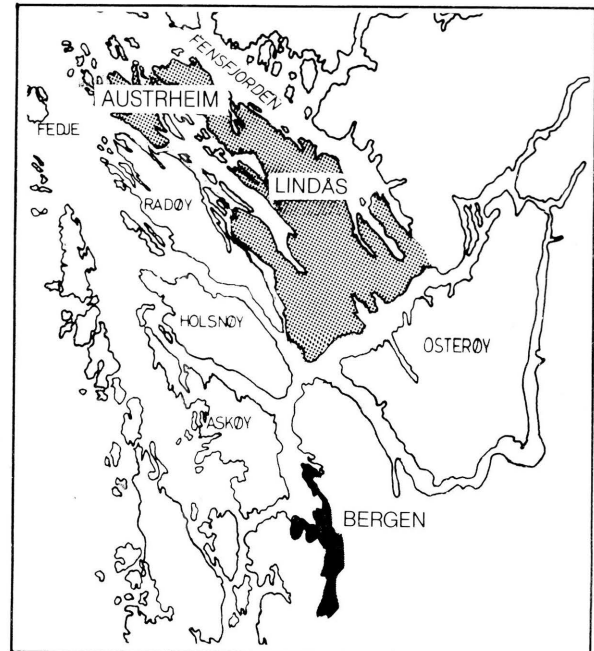 FENSFJORDEN
AUSTRHEIM
FEDJE
LINDÅS
RADØY
HOLSNØY
OSTERØY
ASKØY
BERGEN